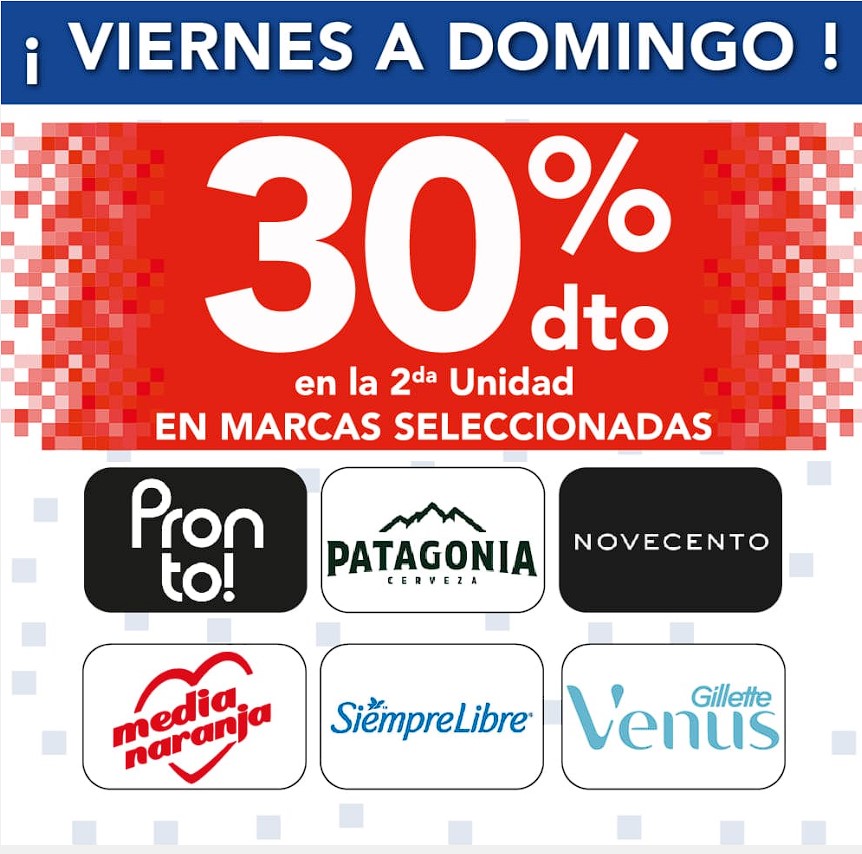 ¡ VIERNES A DOMINGO !
30% dto
en la 2da Unidad
EN MARCAS SELECCIONADAS
Pron
to!
PATAGONIA
CERVEZA
NOVECENTO
media
naranja
SiempreLibre
Gillette
Venus